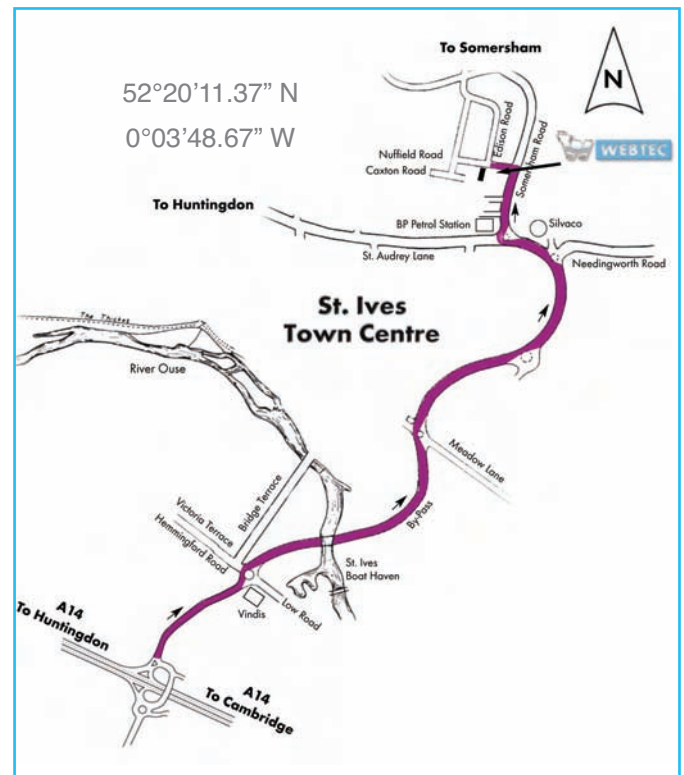 To Somersham
N
52°20’11.37” N
0°03’48.67” W
Edison Road
Nuffield Road
Caxton Road
Somersham Road
WEBTEC
To Huntingdon
BP Petrol Station
Silvaco
St. Audrey Lane
Needingworth Road
St. Ives
Town Centre
The Thicket
River Ouse
Meadow Lane
Bridge Terrace
Victoria Terrace
Hemmingford Road
By-Pass
St. Ives
Boat Haven
Low Road
Vindis
A14
To Huntingdon
A14
To Cambridge